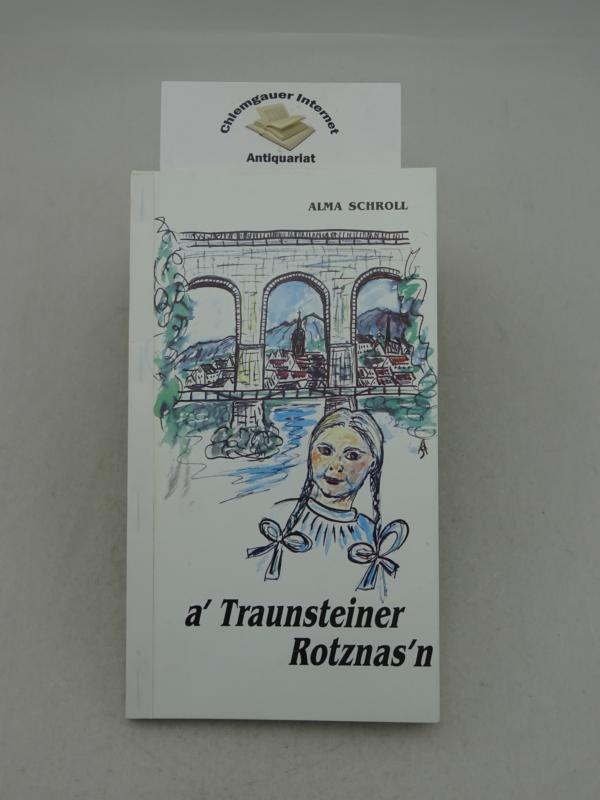 Chiemgauer Internet
Antiquariat
ALMA SCHROLL
a' Traunsteiner
Rotznas'n